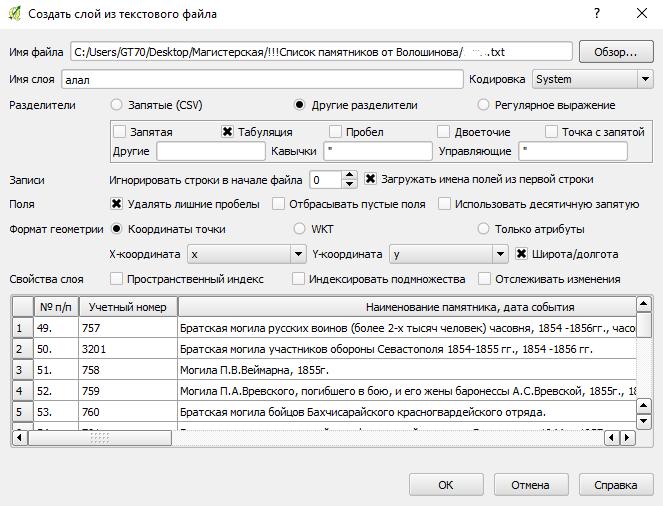 Создать слой из текстового файла ? ×
Имя файла C:/Users/GT70/Desktop/Магистерская/!!!Список памятников от Волошинова/ .txt Обзор...
Имя слоя алал Кодировка System
Разделители Запятые (CSV) Другие разделители Регулярное выражение
Запятая Табуляция Пробел Двоеточие Точка с запятой
Другие Кавычки " Управляющие "
Записи Игнорировать строки в начале файла 0 Загружать имена полей из первой строки
Поля Удалять лишние пробелы Отбрасывать пустые поля Использовать десятичную запятую
Формат геометрии Координаты точки WKT Только атрибуты
X-координата x Y-координата y Широта/долгота
Свойства слоя Пространственный индекс Индексировать подмножества Отслеживать изменения
№ п/п Учетный номер Наименование памятника, дата события
1 49. 757 Братская могила русских воинов (более 2-х тысяч человек) часовня, 1854 -1856гг., часо
2 50. 3201 Братская могила участников обороны Севастополя 1854-1855 гг., 1854 -1856 гг.
3 51. 758 Могила П.В.Веймарна, 1855г.
4 52. 759 Могила П.А.Вревского, погибшего в бою, и его жены баронессы А.С.Вревской, 1855г., 18
5 53. 760 Братская могила бойцов Бахчисарайского красногвардейского отряда.
ОК Отмена Справка